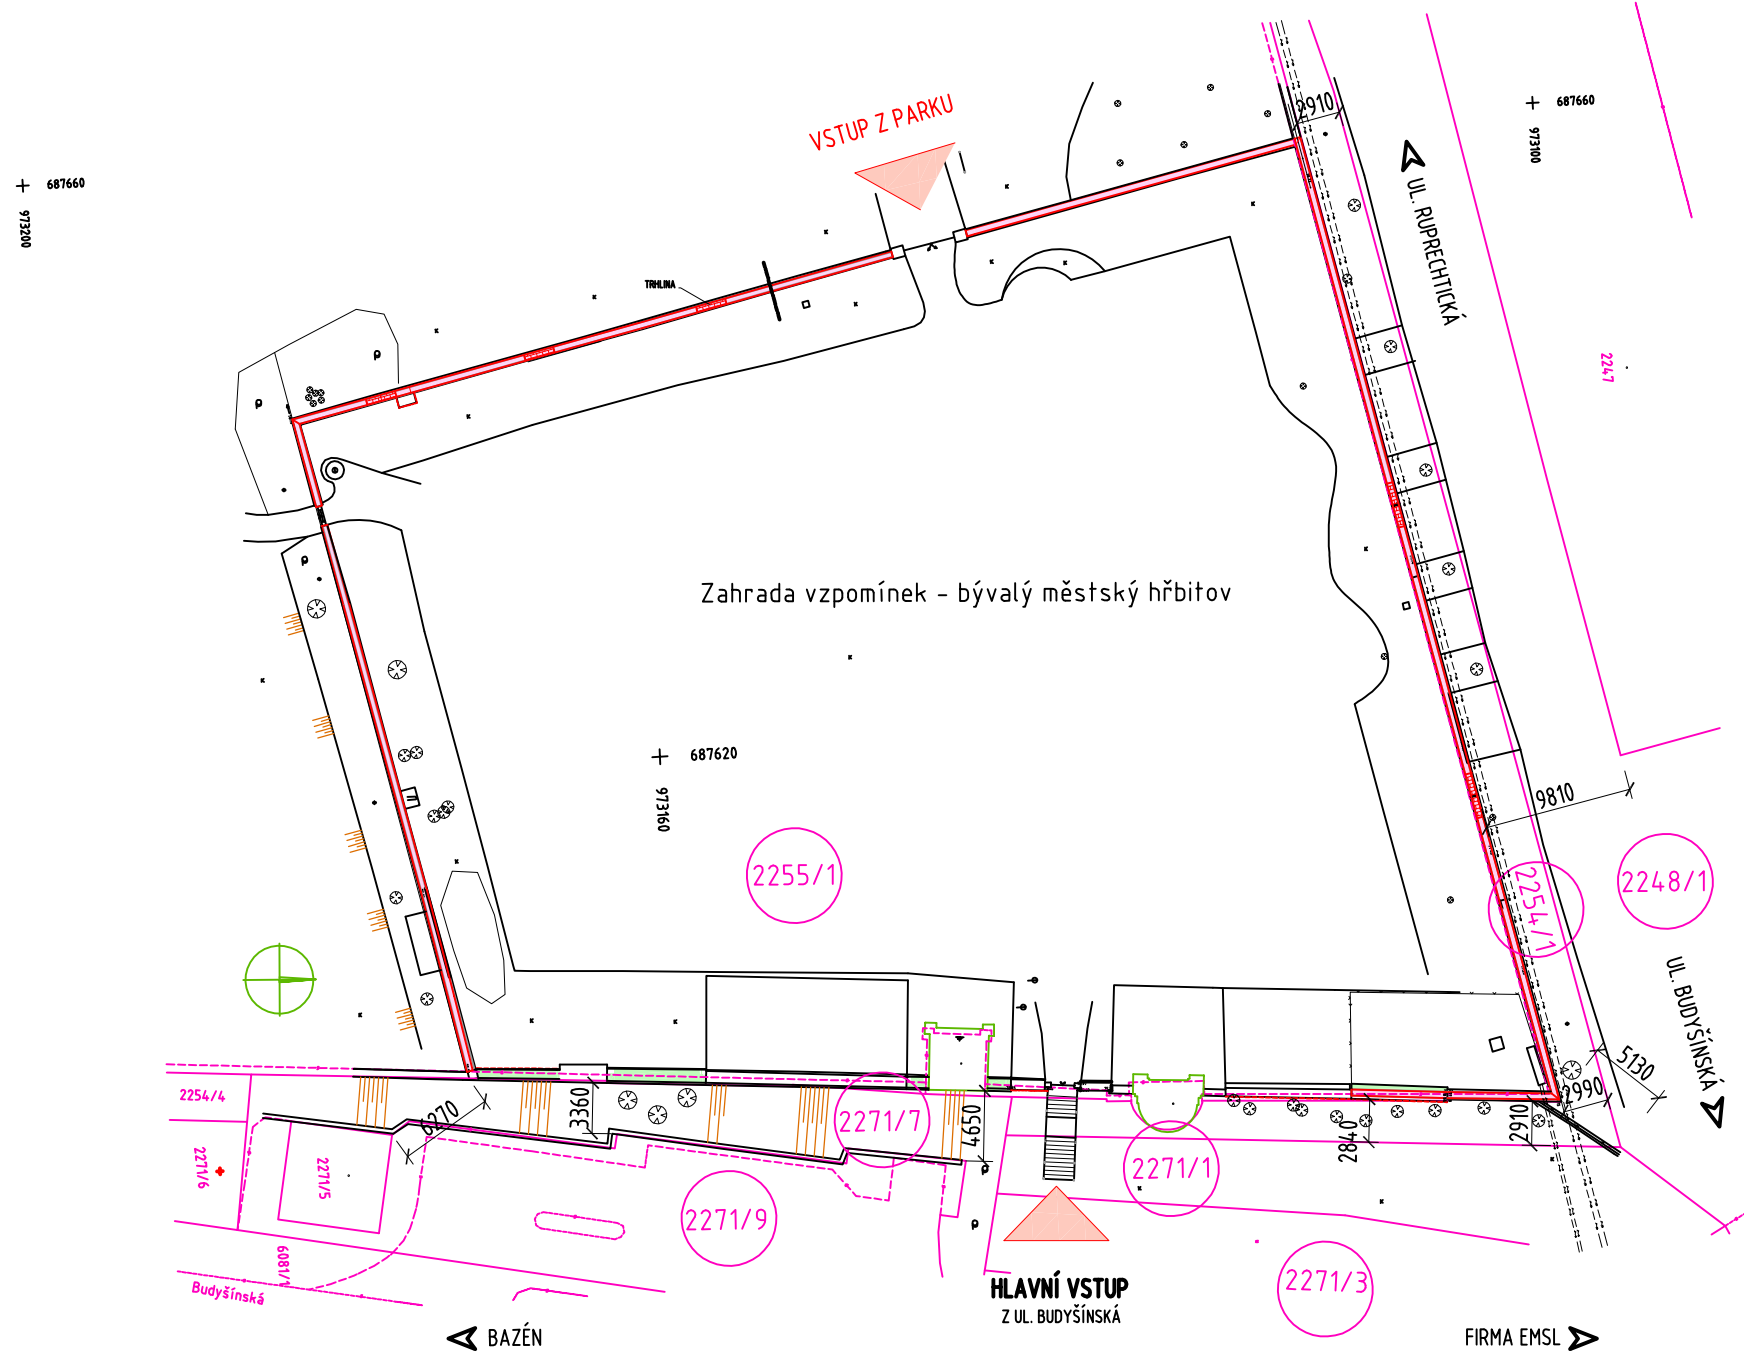 VSTUP Z PARKU
2910
687660
973100
687660
973200
UL. RUPRECHTICKÁ
TRHLINA
2247
Zahrada vzpomínek – bývalý městský hřbitov
687620
973160
9810
2255/1
2254/1
2248/1
UL. BUDYŠÍNSKÁ
5130
2990
2254/4
6270
3360
2271/7
4650
2840
2910
2271/6
2271/5
2271/1
2271/9
6081/1
Budyšínská
2271/3
HLAVNÍ VSTUP
Z UL. BUDYŠÍNSKÁ
BAZÉN
FIRMA EMSL